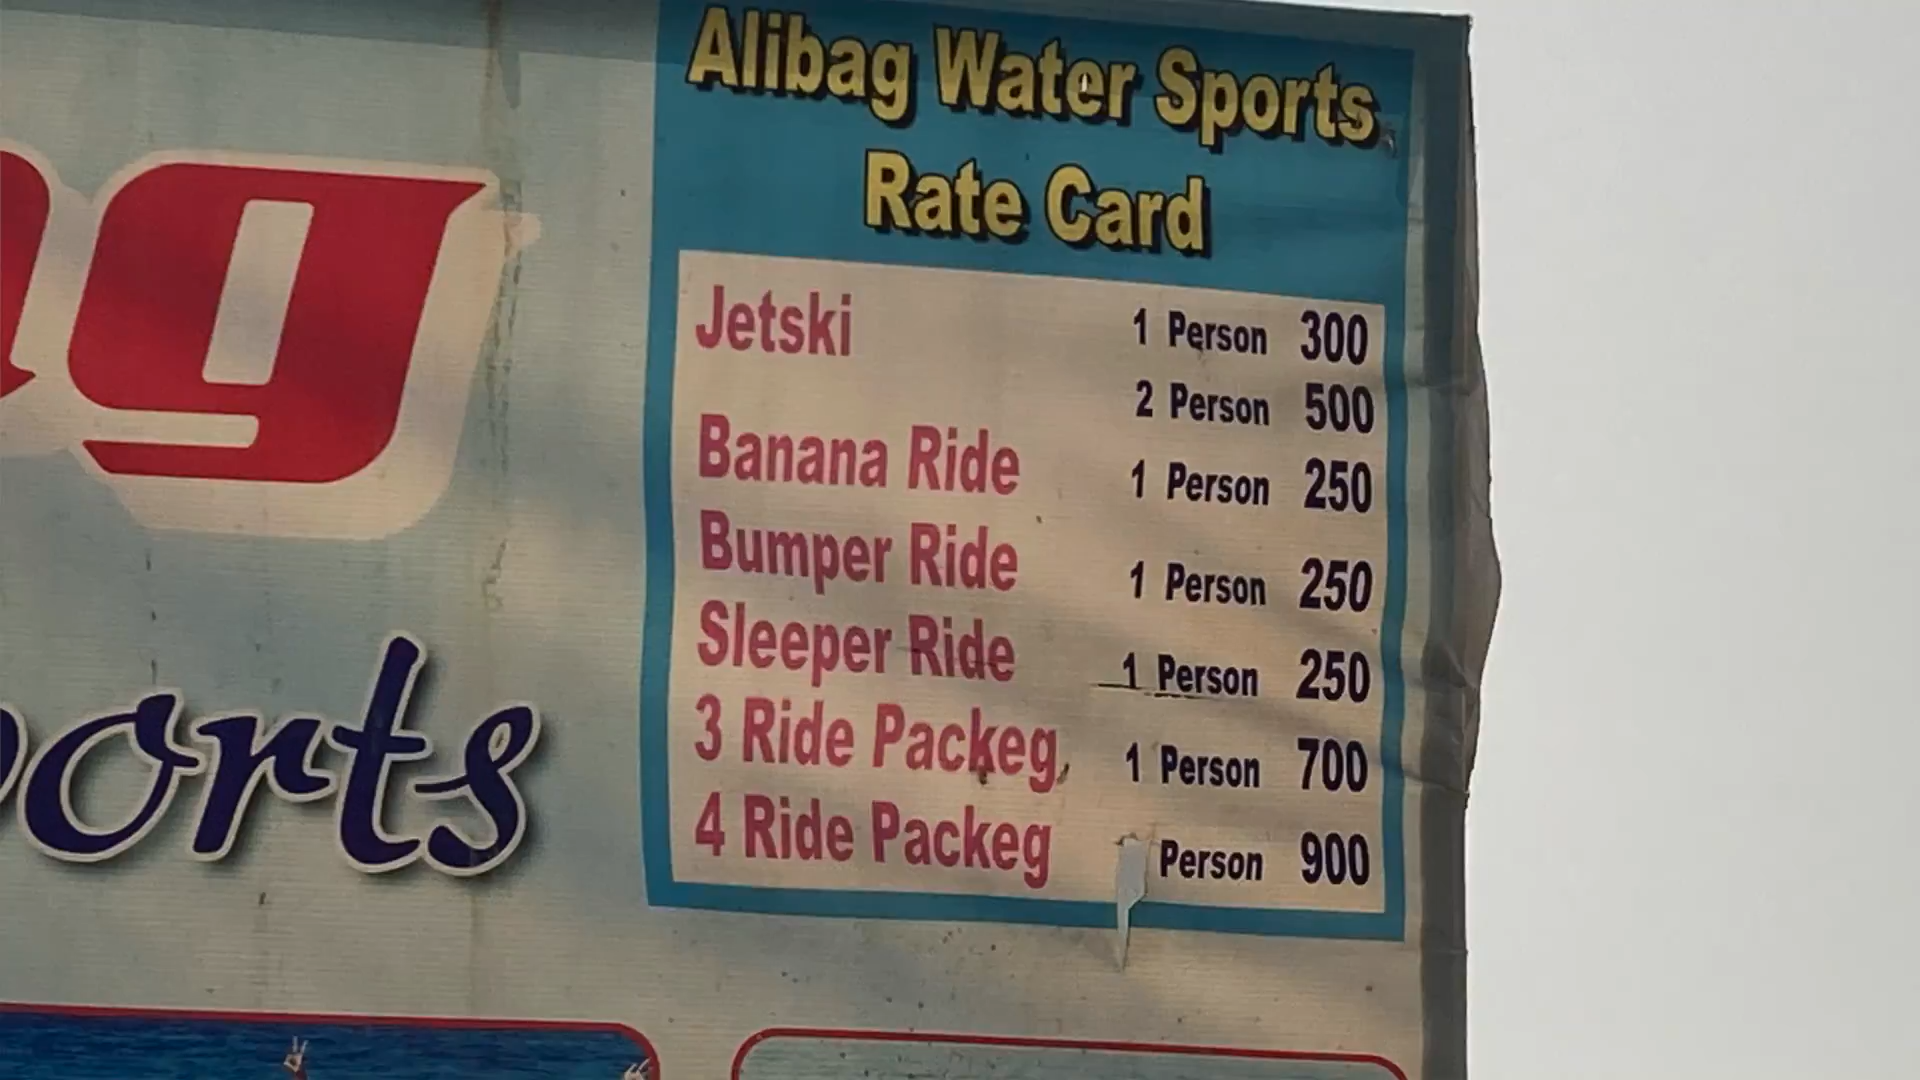 Alibag Water Sports
Rate Card
Jetski 1 Person 300
2 Person 500
Banana Ride 1 Person 250
Bumper Ride 1 Person 250
Sleeper Ride 1 Person 250
3 Ride Packeg 1 Person 700
4 Ride Packeg Person 900
g
orts